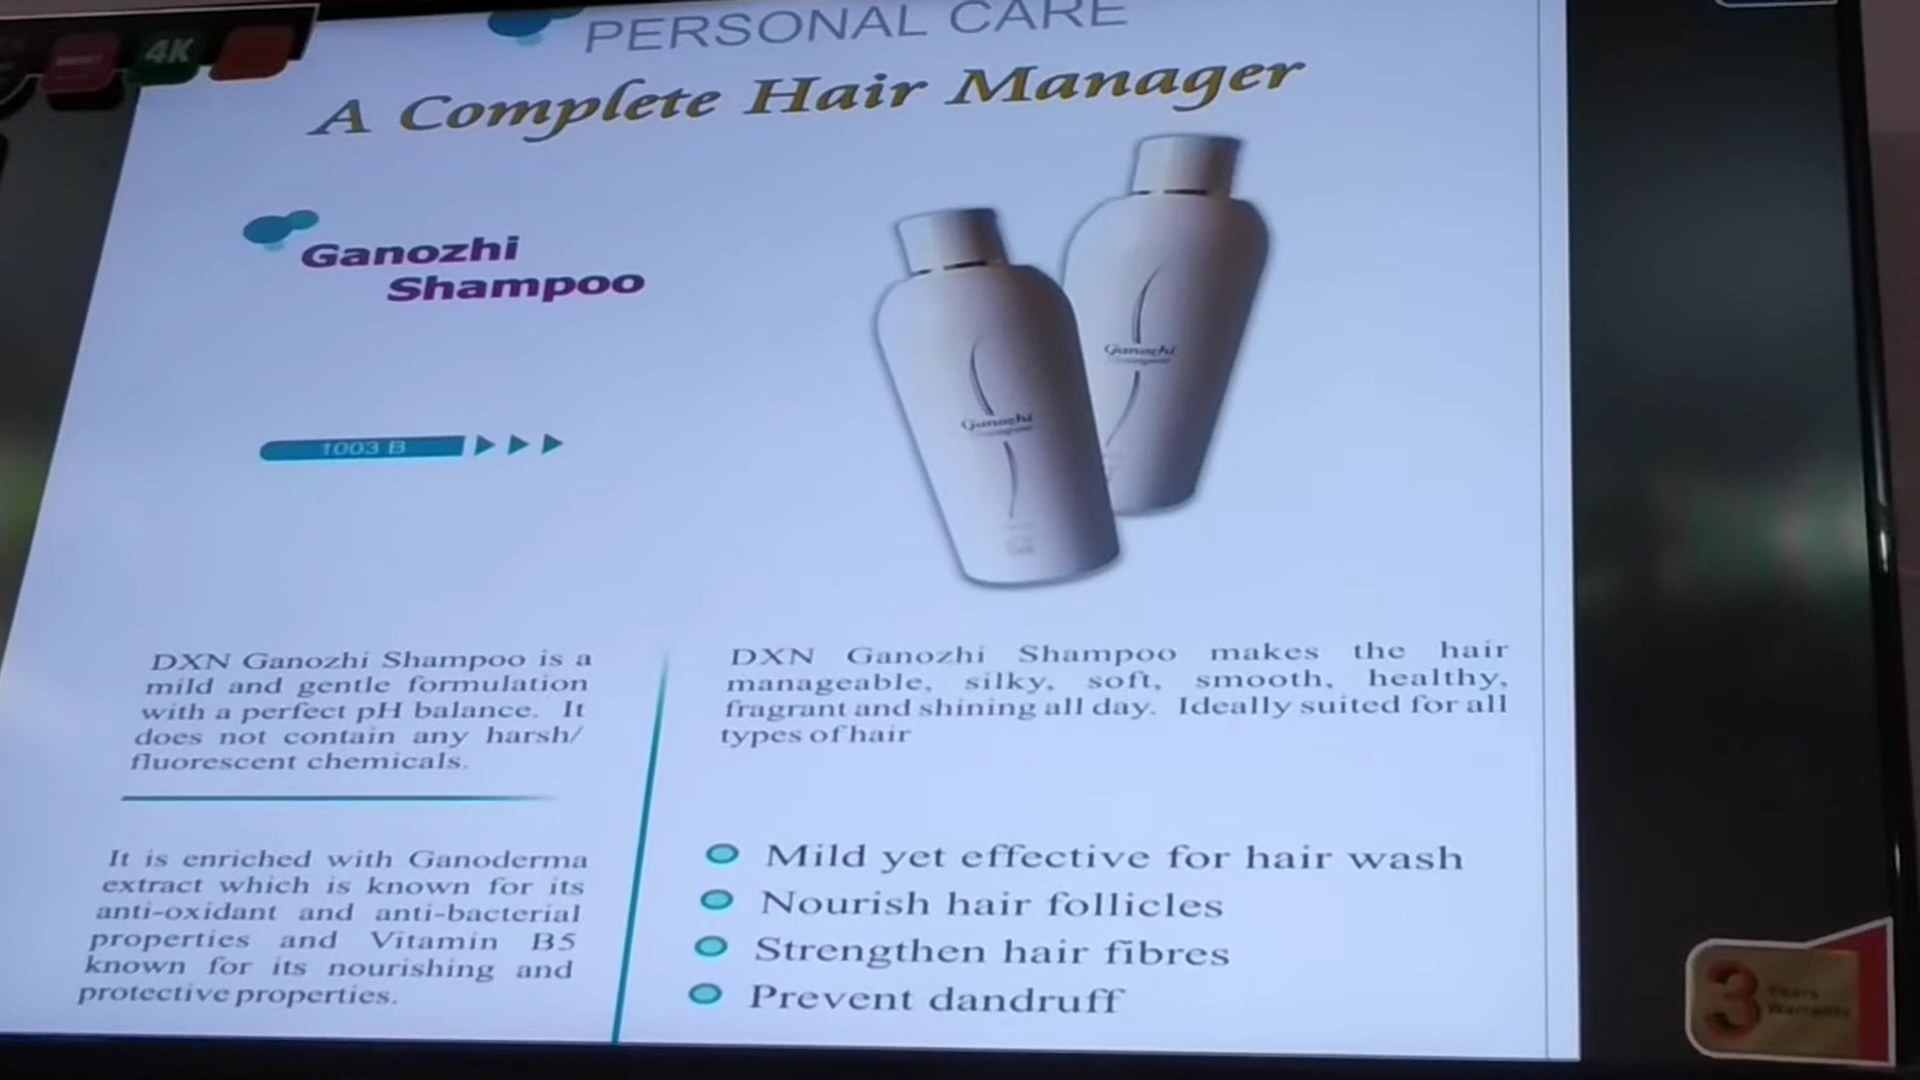 4K
PERSONAL CARE
A Complete Hair Manager
Ganozhi
Shampoo
Ganozhi
Ganozhi
1003 B
DXN Ganozhi Shampoo is a
mild and gentle formulation
with a perfect pH balance. It
does not contain any harsh/
fluorescent chemicals.
It is enriched with Ganoderma
extract which is known for its
anti-oxidant and anti-bacterial
properties and Vitamin B5
known for its nourishing and
protective properties.
DXN Ganozhi Shampoo makes the hair
manageable, silky, soft, smooth, healthy,
fragrant and shining all day. Ideally suited for all
types of hair
Mild yet effective for hair wash
Nourish hair follicles
Strengthen hair fibres
Prevent dandruff
3 Years
Warranty